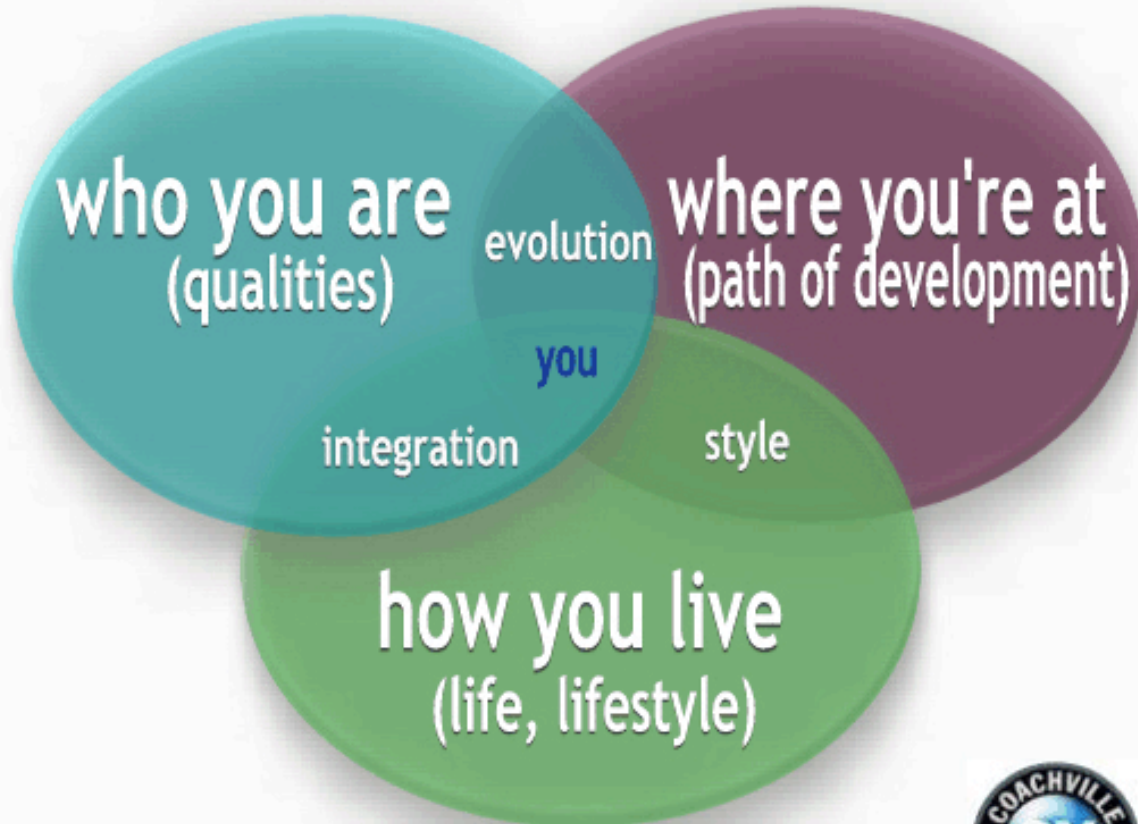 who you are
(qualities)
evolution
where you're at
(path of development)
you
integration
style
how you live
(life, lifestyle)
COACHVILLE